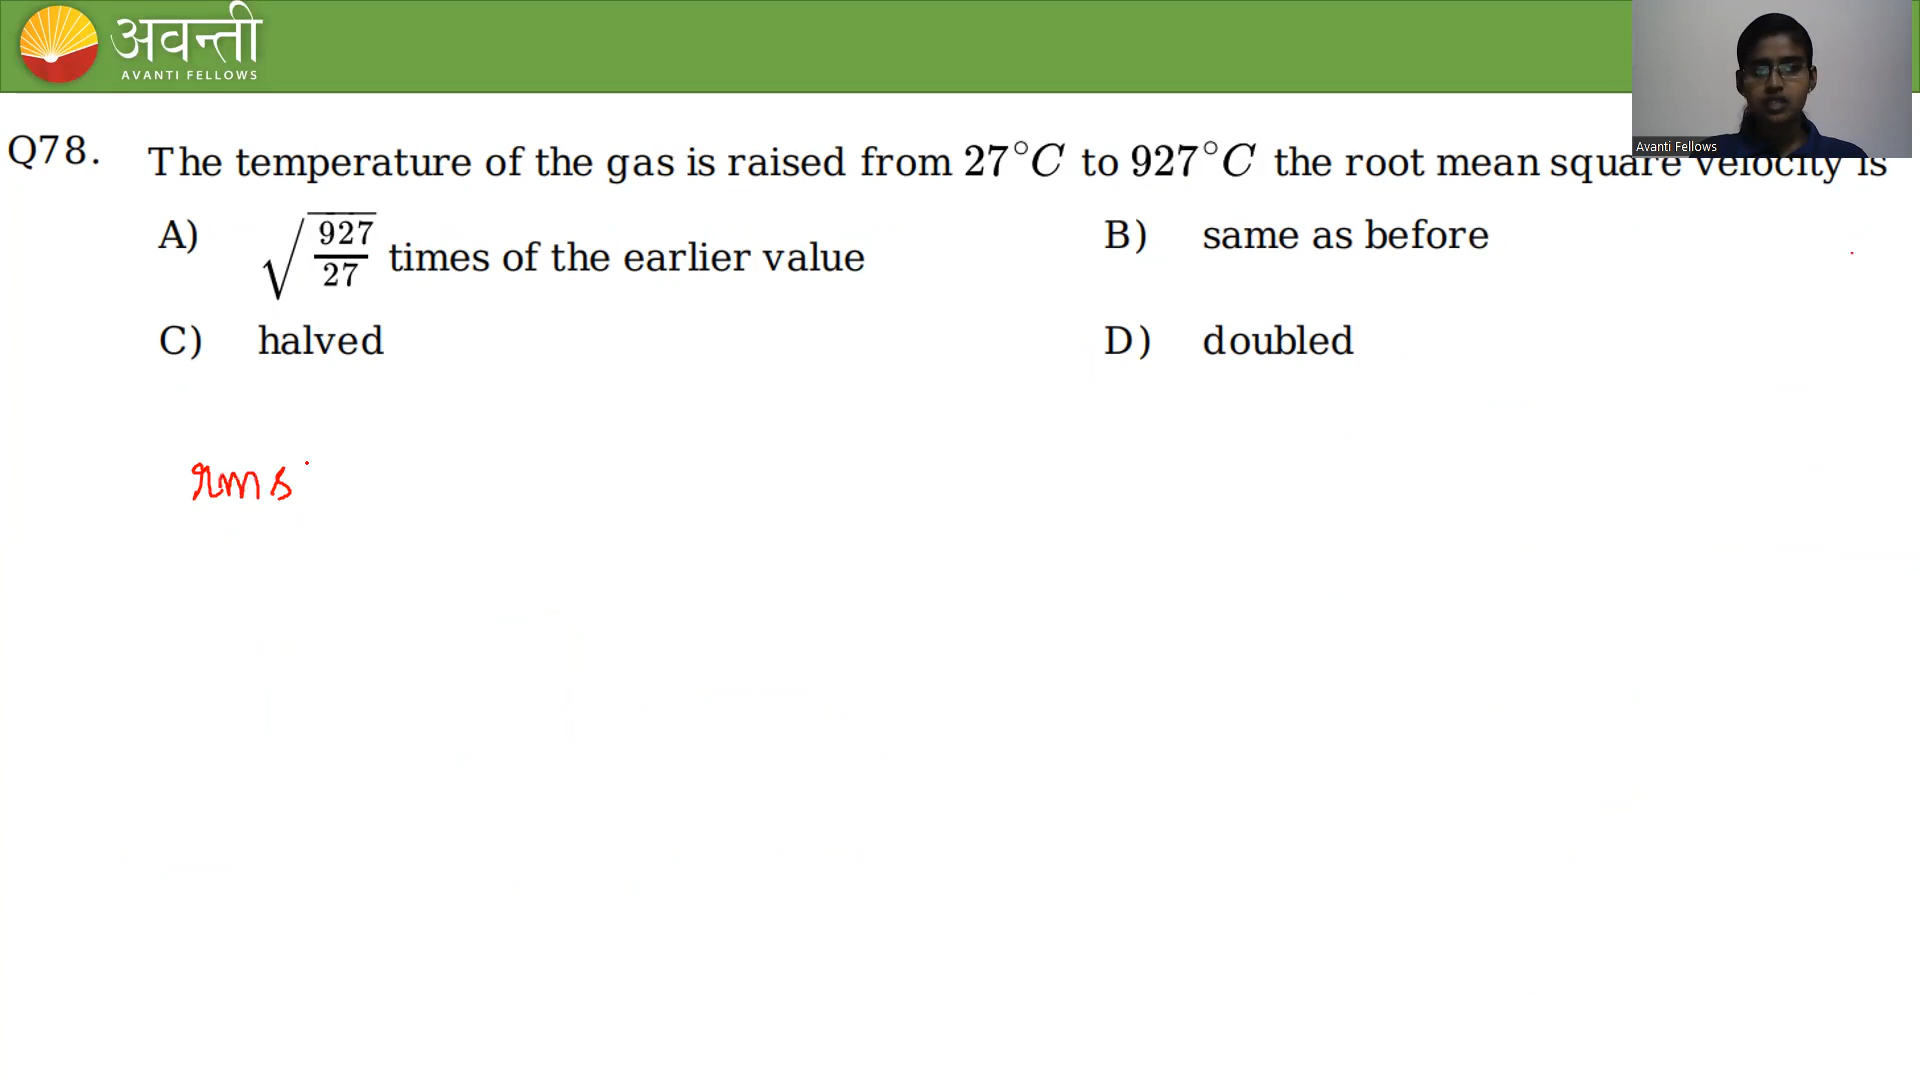 अवन्ती
AVANTI FELLOWS
Avanti Fellows
Q78. The temperature of the gas is raised from 27°C to 927°C the root mean square velocity is
A) √(927/27) times of the earlier value
B) same as before
C) halved
D) doubled
rms